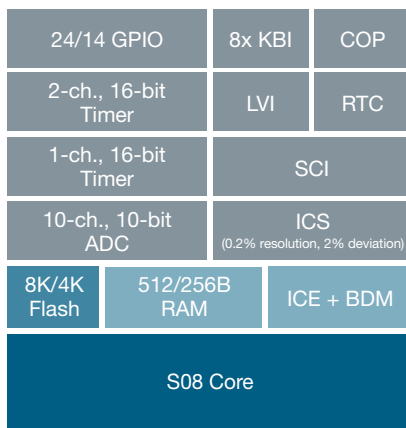 24/14 GPIO
8x KBI
COP
2-ch., 16-bit
Timer
LVI
RTC
1-ch., 16-bit
Timer
SCI
10-ch., 10-bit
ADC
ICS
(0.2% resolution, 2% deviation)
8K/4K
Flash
512/256B
RAM
ICE + BDM
S08 Core